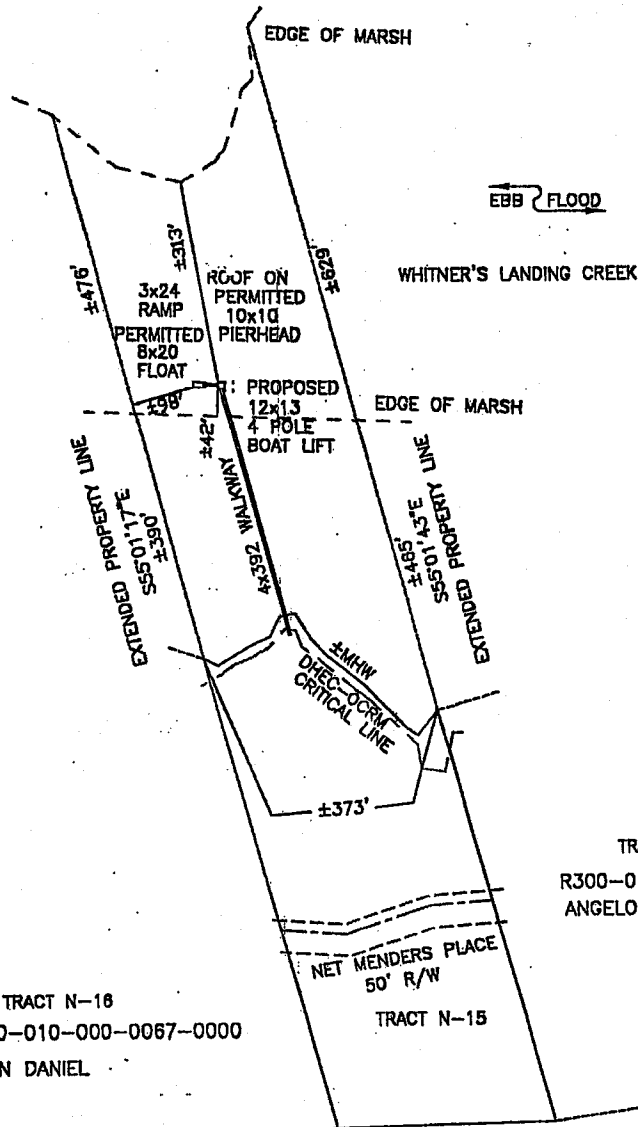 EDGE OF MARSH
EBB FLOOD
WHITNER'S LANDING CREEK
±476'
±313'
±629'
3x24
RAMP
PERMITTED
8x20
FLOAT
ROOF ON
PERMITTED
10x10
PIERHEAD
PROPOSED
12x13
4 POLE
BOAT LIFT
±98'
±42'
EDGE OF MARSH
4x392 WALKWAY
EXTENDED PROPERTY LINE
S55°01'17"E
±390'
±485'
S55°01'43"E
EXTENDED PROPERTY LINE
±MHW
DHEC-OCRM
CRITICAL LINE
±373'
TR
R300-0
ANGELO
NET MENDERS PLACE
50' R/W
TRACT N-15
TRACT N-16
0-010-000-0067-0000
N DANIEL